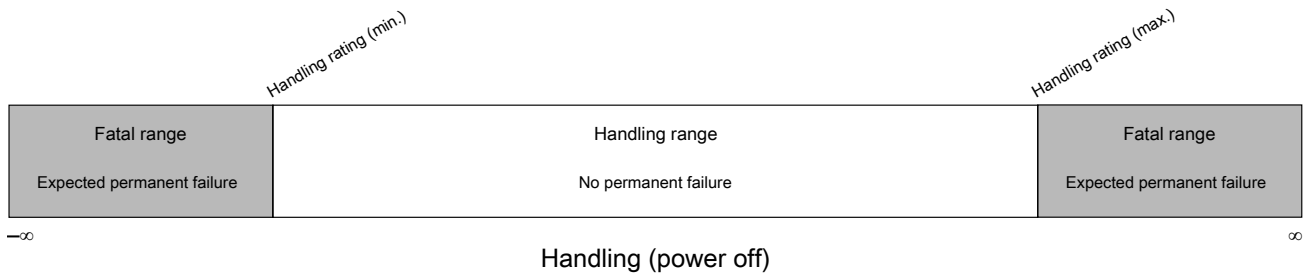 Handling rating (min.)
Handling rating (max.)
Fatal range
Handling range
Fatal range
Expected permanent failure
No permanent failure
Expected permanent failure
–∞
∞
Handling (power off)